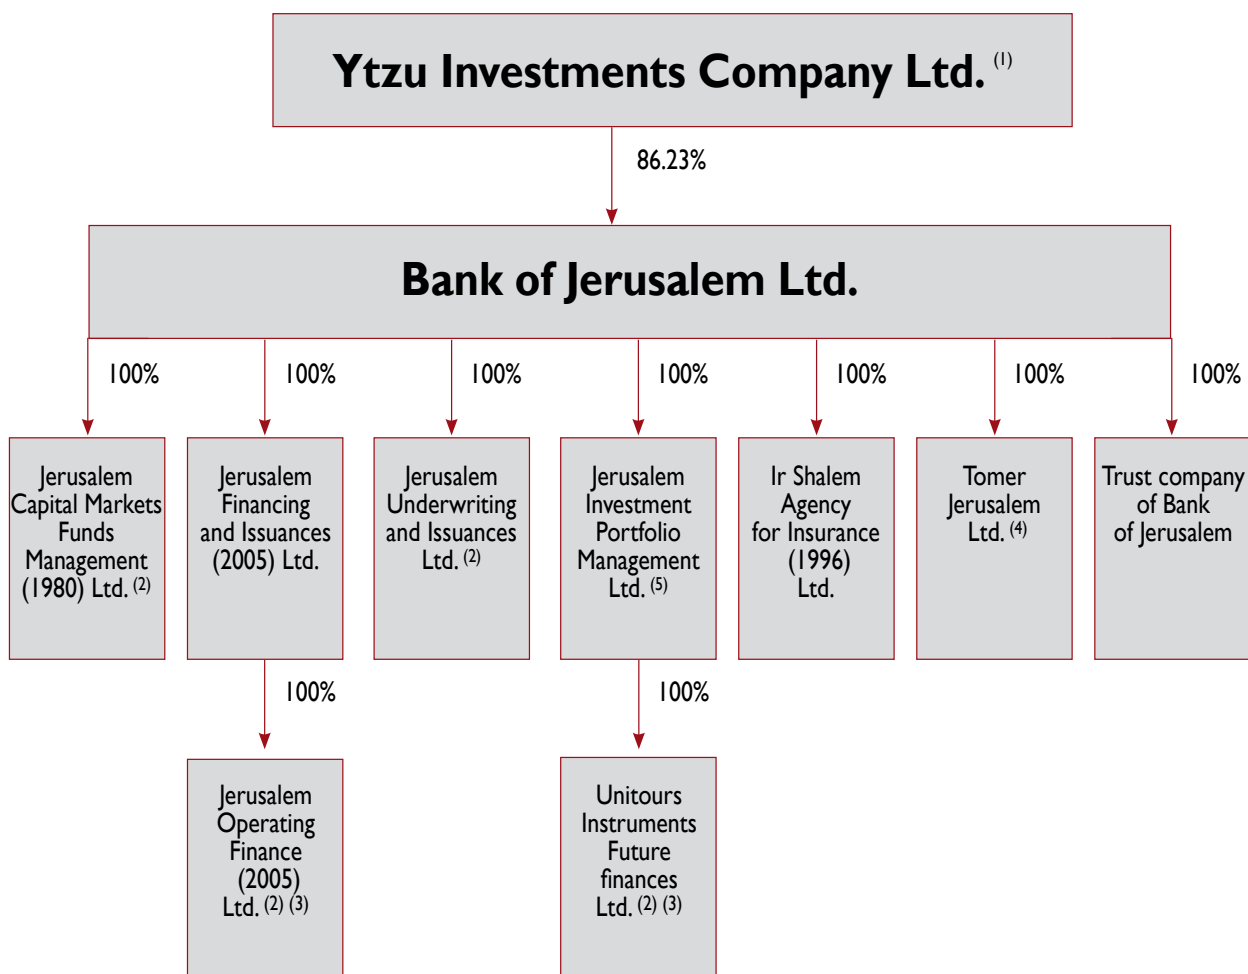 Ytzu Investments Company Ltd. (1)
86.23%
Bank of Jerusalem Ltd.
100%
100%
100%
100%
100%
100%
100%
Jerusalem
Capital Markets
Funds
Management
(1980) Ltd. (2)
Jerusalem
Financing
and Issuances
(2005) Ltd.
Jerusalem
Underwriting
and Issuances
Ltd. (2)
Jerusalem
Investment
Portfolio
Management
Ltd. (5)
Ir Shalem
Agency
for Insurance
(1996)
Ltd.
Tomer
Jerusalem
Ltd. (4)
Trust company
of Bank
of Jerusalem
100%
100%
Jerusalem
Operating
Finance
(2005)
Ltd. (2) (3)
Unitours
Instruments
Future
finances
Ltd. (2) (3)